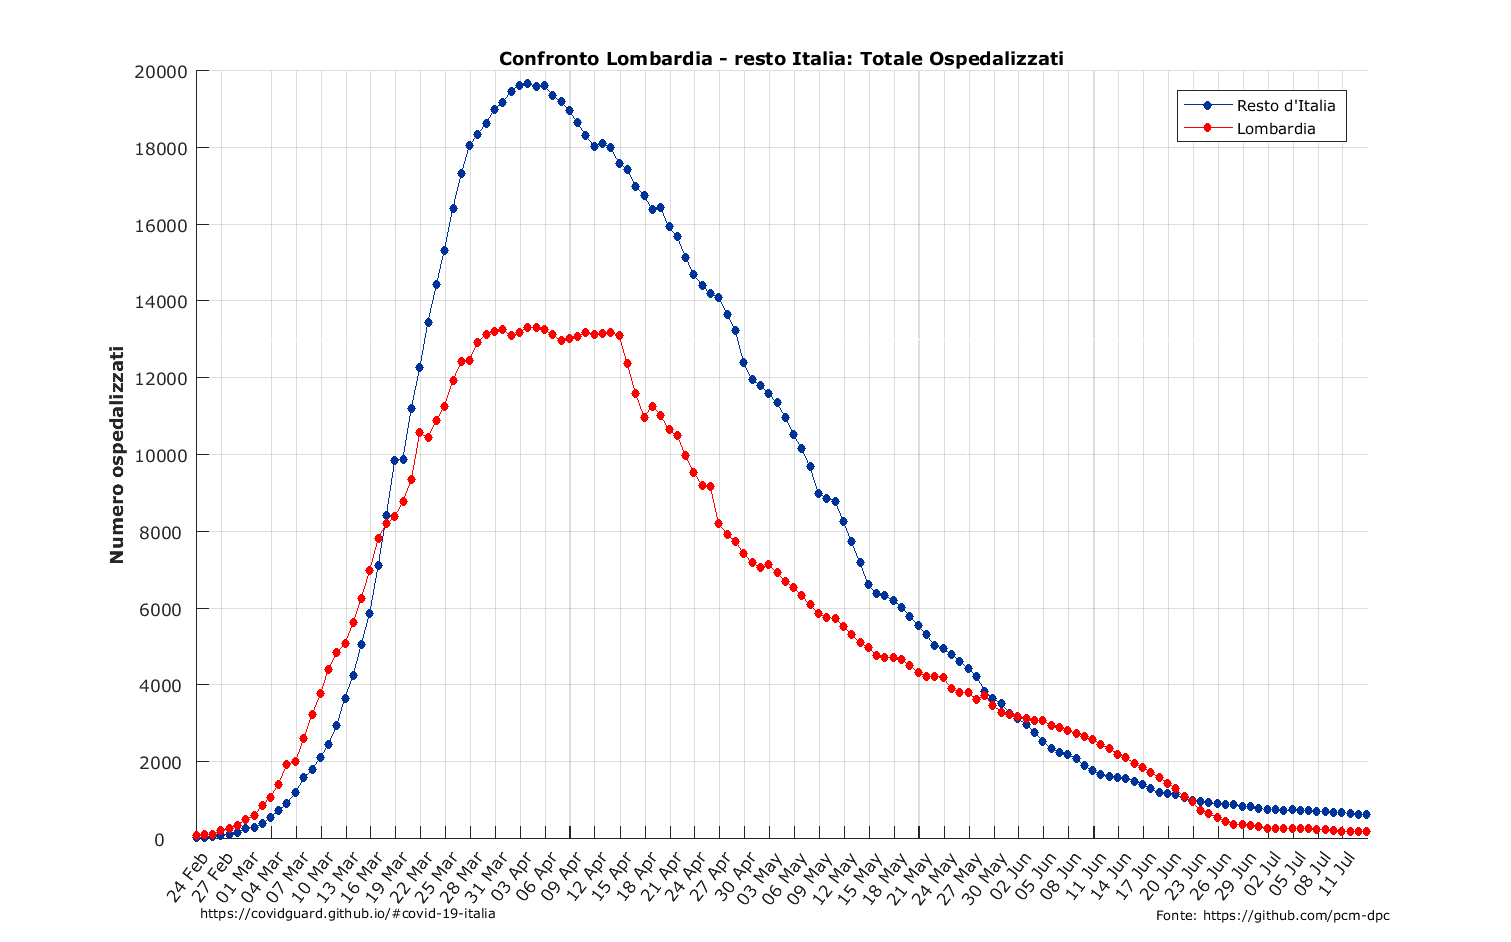 Confronto Lombardia - resto Italia: Totale Ospedalizzati
Resto d'Italia
Lombardia
Numero ospedalizzati
20000
18000
16000
14000
12000
10000
8000
6000
4000
2000
0
24 Feb
27 Feb
01 Mar
04 Mar
07 Mar
10 Mar
13 Mar
16 Mar
19 Mar
22 Mar
25 Mar
28 Mar
31 Mar
03 Apr
06 Apr
09 Apr
12 Apr
15 Apr
18 Apr
21 Apr
24 Apr
27 Apr
30 Apr
03 May
06 May
09 May
12 May
15 May
18 May
21 May
24 May
27 May
30 May
02 Jun
05 Jun
08 Jun
11 Jun
14 Jun
17 Jun
20 Jun
23 Jun
26 Jun
29 Jun
02 Jul
05 Jul
08 Jul
11 Jul
https://covidguard.github.io/#covid-19-italia
Fonte: https://github.com/pcm-dpc